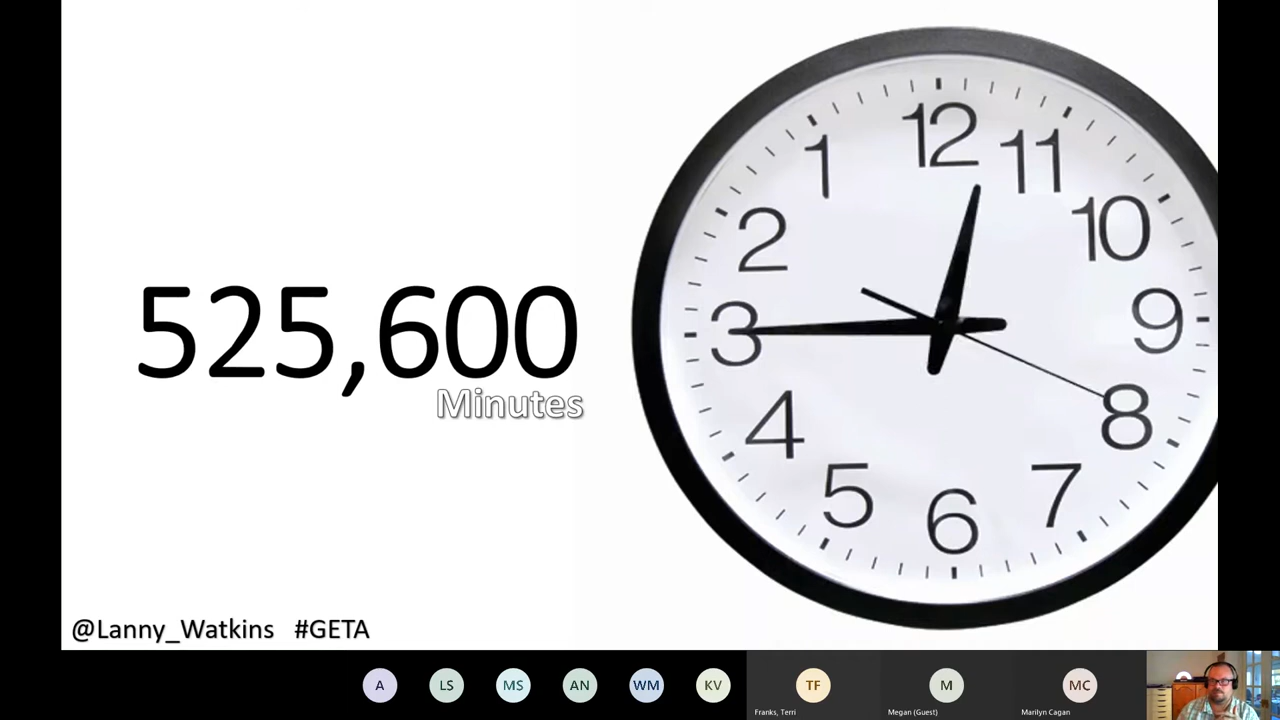 525,600
Minutes
12
11
1
10
2
9
3
8
4
7
5
6
@Lanny_Watkins #GETA
A
LS
MS
AN
WM
KV
TF
M
MC
Franks, Terri
Megan (Guest)
Marilyn Cagan